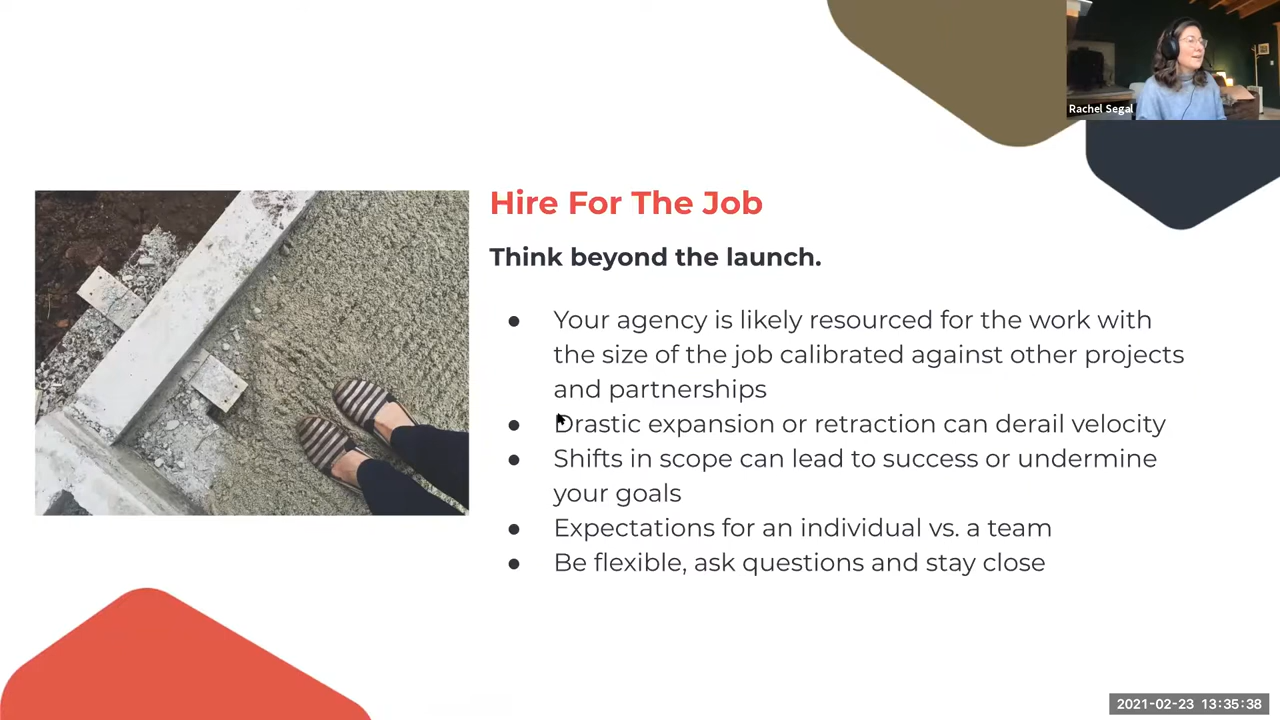 Rachel Segal
Hire For The Job
Think beyond the launch.
● Your agency is likely resourced for the work with
the size of the job calibrated against other projects
and partnerships
● Drastic expansion or retraction can derail velocity
● Shifts in scope can lead to success or undermine
your goals
● Expectations for an individual vs. a team
● Be flexible, ask questions and stay close
2021-02-23 13:35:38